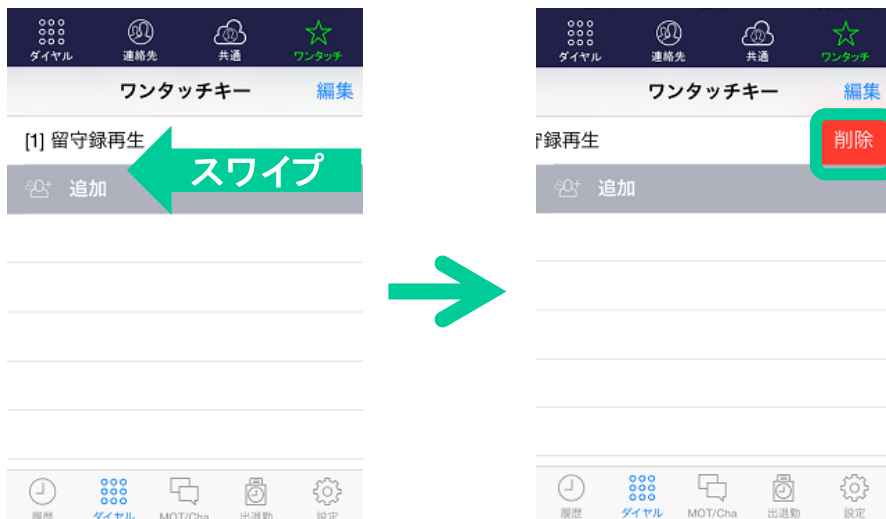 ダイヤル 連絡先 共通 ワンタッチ
ワンタッチキー 編集
[1] 留守録再生
スワイプ
追加
履歴 ダイヤル MOT/Cha 出退勤 設定
ダイヤル 連絡先 共通 ワンタッチ
ワンタッチキー 編集
録再生 削除
追加
履歴 ダイヤル MOT/Cha 出退勤 設定